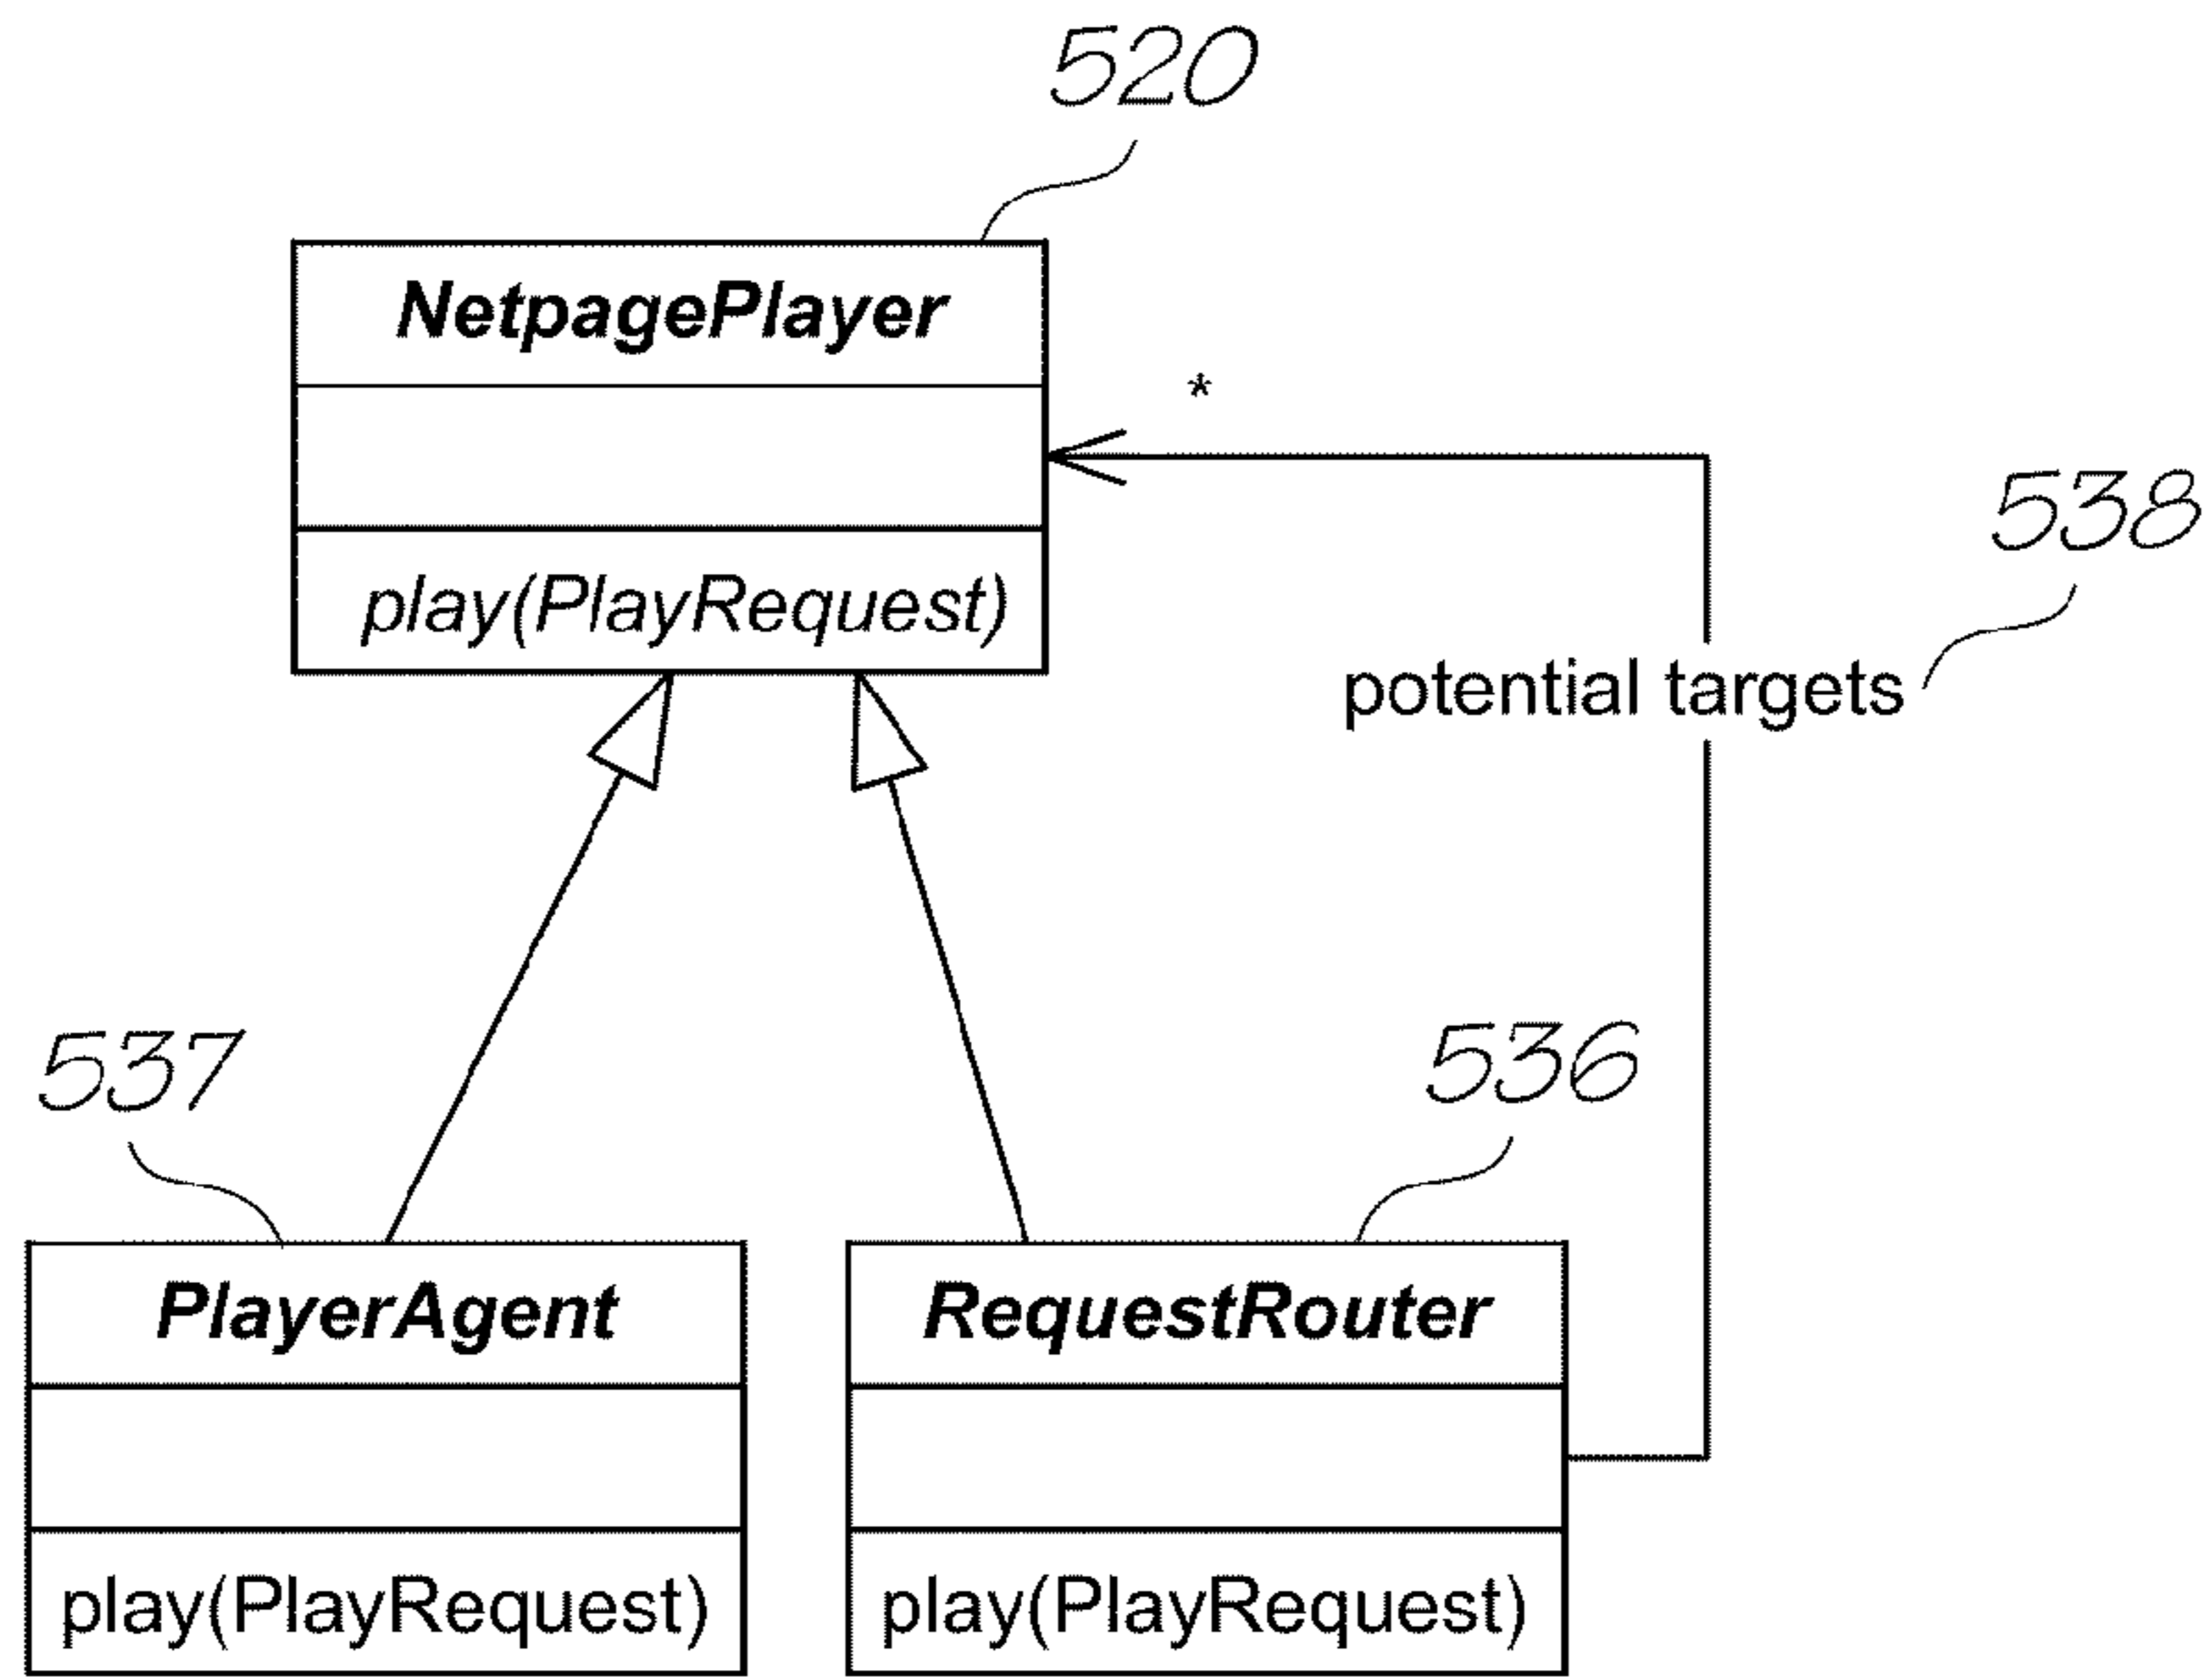 520
NetpagePlayer
*
play(PlayRequest)
538
potential targets
537
536
PlayerAgent
RequestRouter
play(PlayRequest)
play(PlayRequest)